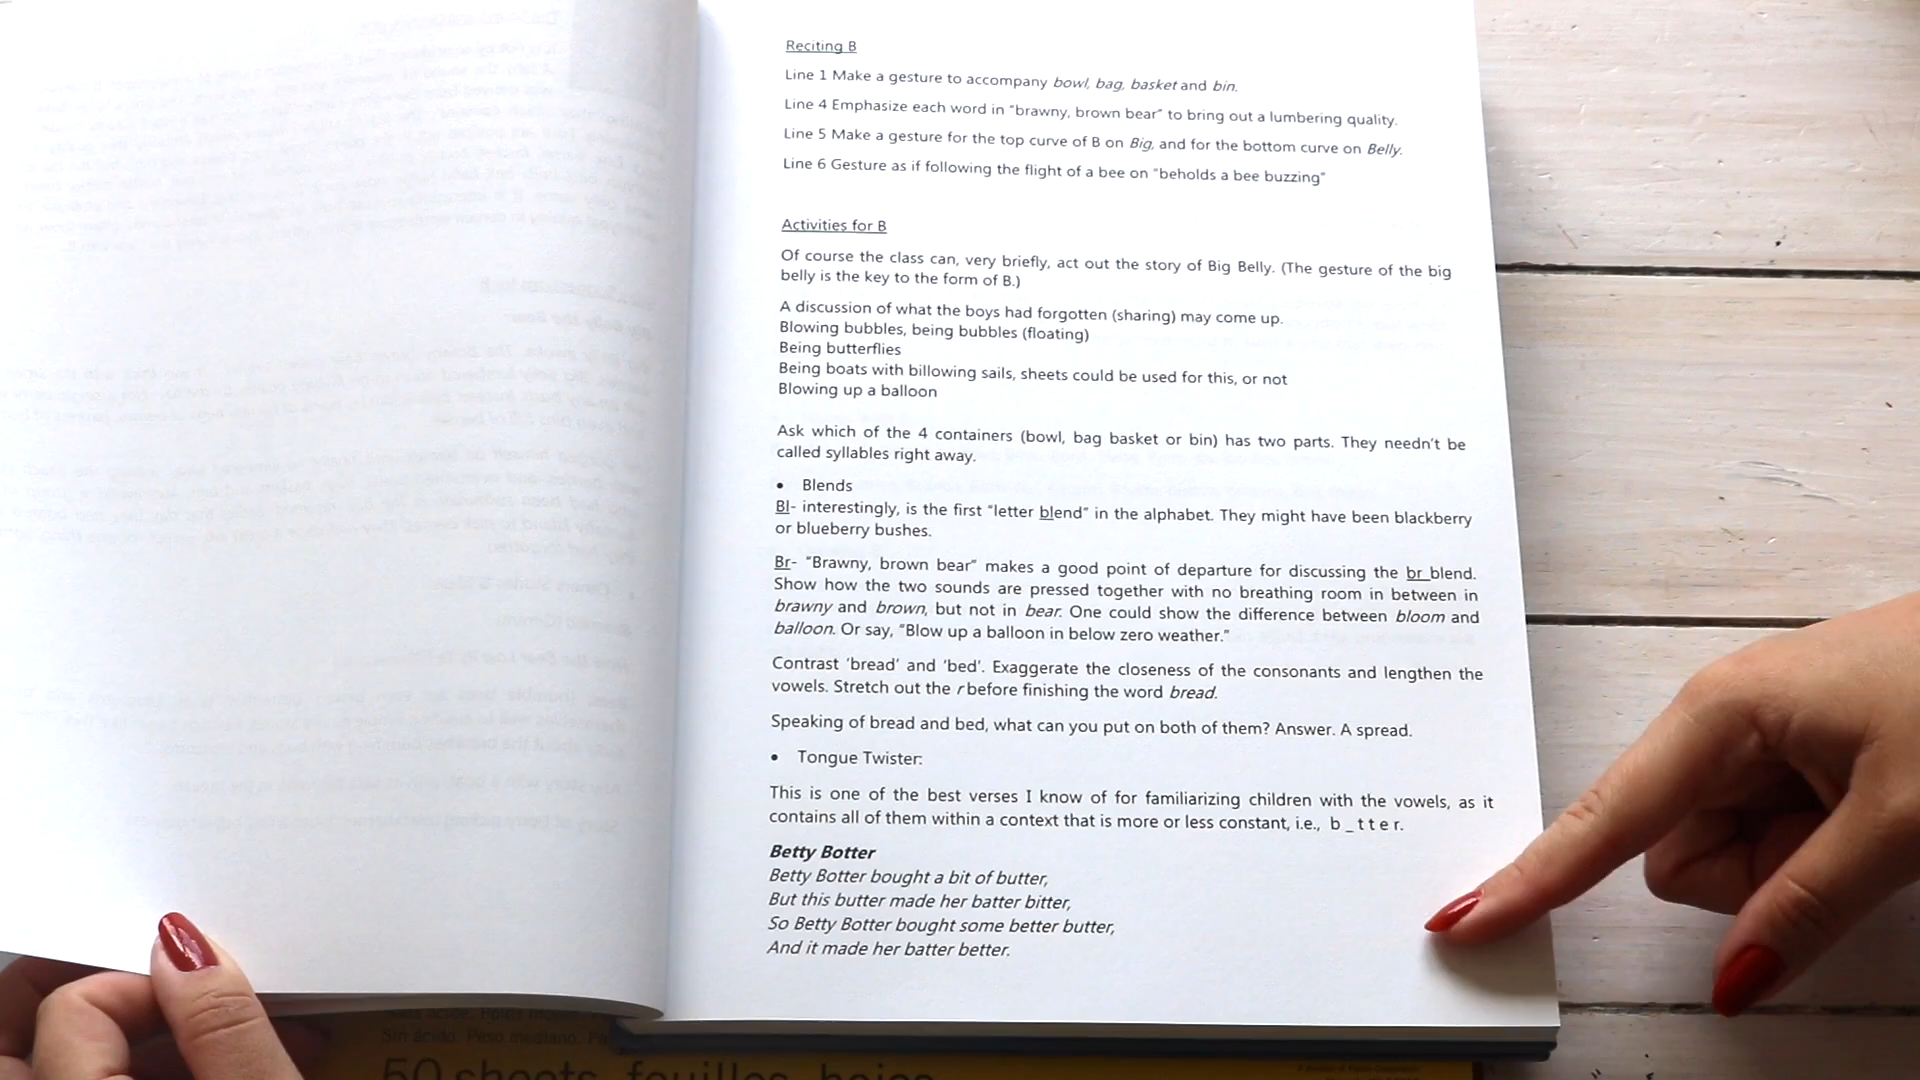 Reciting B
Line 1 Make a gesture to accompany bowl, bag, basket and bin.
Line 4 Emphasize each word in “brawny, brown bear” to bring out a lumbering quality.
Line 5 Make a gesture for the top curve of B on Big, and for the bottom curve on Belly.
Line 6 Gesture as if following the flight of a bee on “beholds a bee buzzing”
Activities for B
Of course the class can, very briefly, act out the story of Big Belly. (The gesture of the big
belly is the key to the form of B.)
A discussion of what the boys had forgotten (sharing) may come up.
Blowing bubbles, being bubbles (floating)
Being butterflies
Being boats with billowing sails, sheets could be used for this, or not
Blowing up a balloon
Ask which of the 4 containers (bowl, bag basket or bin) has two parts. They needn’t be
called syllables right away.
• Blends
Bl- interestingly, is the first “letter blend” in the alphabet. They might have been blackberry
or blueberry bushes.
Br- “Brawny, brown bear” makes a good point of departure for discussing the br blend.
Show how the two sounds are pressed together with no breathing room in between in
brawny and brown, but not in bear. One could show the difference between bloom and
balloon. Or say, “Blow up a balloon in below zero weather.”
Contrast ‘bread’ and ‘bed’. Exaggerate the closeness of the consonants and lengthen the
vowels. Stretch out the r before finishing the word bread.
Speaking of bread and bed, what can you put on both of them? Answer. A spread.
• Tongue Twister:
This is one of the best verses I know of for familiarizing children with the vowels, as it
contains all of them within a context that is more or less constant, i.e., b _ t t e r.
Betty Botter
Betty Botter bought a bit of butter,
But this butter made her batter bitter,
So Betty Botter bought some better butter,
And it made her batter better.
Sin ácido. Peso mediano.
50 sheets, feuilles, hojas